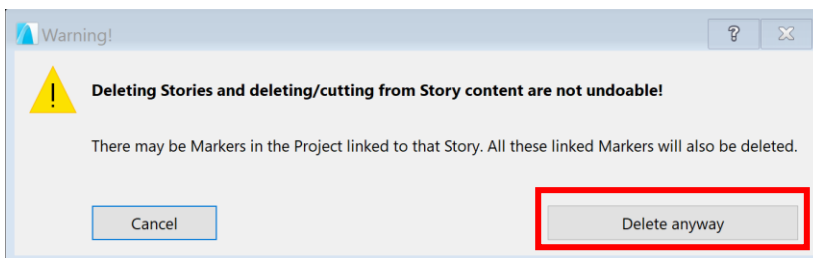 Warning!
Deleting Stories and deleting/cutting from Story content are not undoable!
There may be Markers in the Project linked to that Story. All these linked Markers will also be deleted.
Cancel
Delete anyway